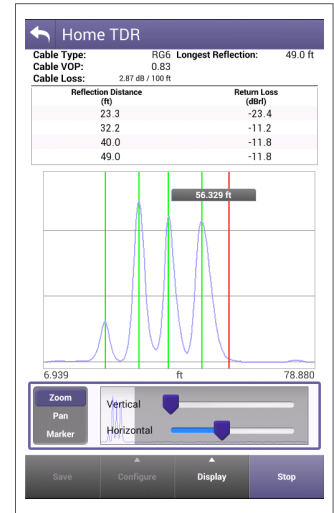 Home TDR
Cable Type: RG6 Longest Reflection: 49.0 ft
Cable VOP: 0.83
Cable Loss: 2.87 dB / 100 ft
Reflection Distance Return Loss
(ft) (dBrl)
23.3 -23.4
32.2 -11.2
40.0 -11.8
49.0 -11.8
56.329 ft
6.939 ft 78.880
Zoom
Pan
Marker
Vertical
Horizontal
Save Configure Display Stop